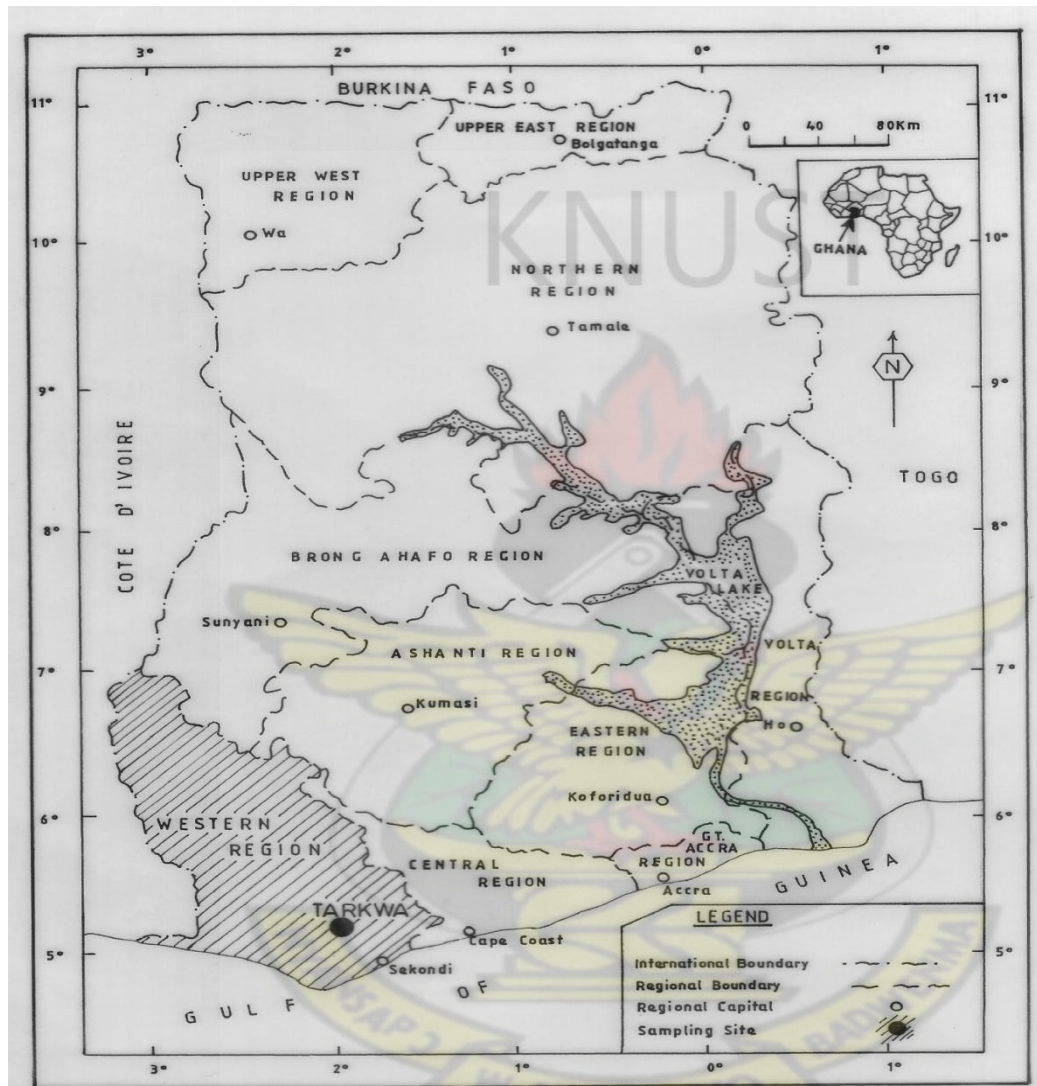 3° 2° 1° 0° 1°
BURKINA FASO
11° 11°
UPPER EAST REGION
Bolgatanga
0 40 80Km
UPPER WEST
REGION
Wa
GHANA
10° 10°
KNUST
NORTHERN
REGION
Tamale
N
9° 9°
COTE D'IVOIRE
TOGO
8° 8°
BRONG AHAFO REGION
VOLTA
LAKE
Sunyani
ASHANTI REGION
VOLTA
REGION
7° 7°
Kumasi
Ho
EASTERN
REGION
Koforidua
6° 6°
WESTERN
REGION
GT.
ACCRA
REGION
CENTRAL
REGION
Accra
GULF OF GUINEA
TARKWA
Cape Coast
Sekondi
5° 5°
LEGEND
International Boundary
Regional Boundary
Regional Capital
Sampling Site
3° 2° 1° 0° 1°